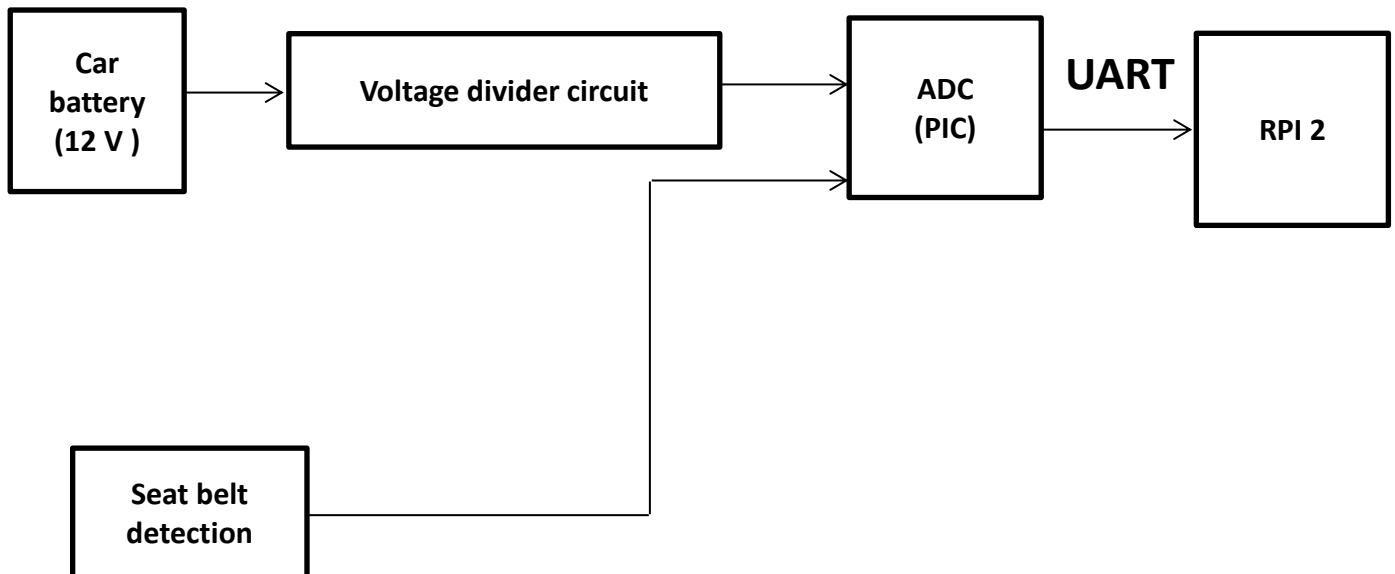 Car
battery
(12 V )
Voltage divider circuit
ADC
(PIC)
UART
RPI 2
Seat belt
detection